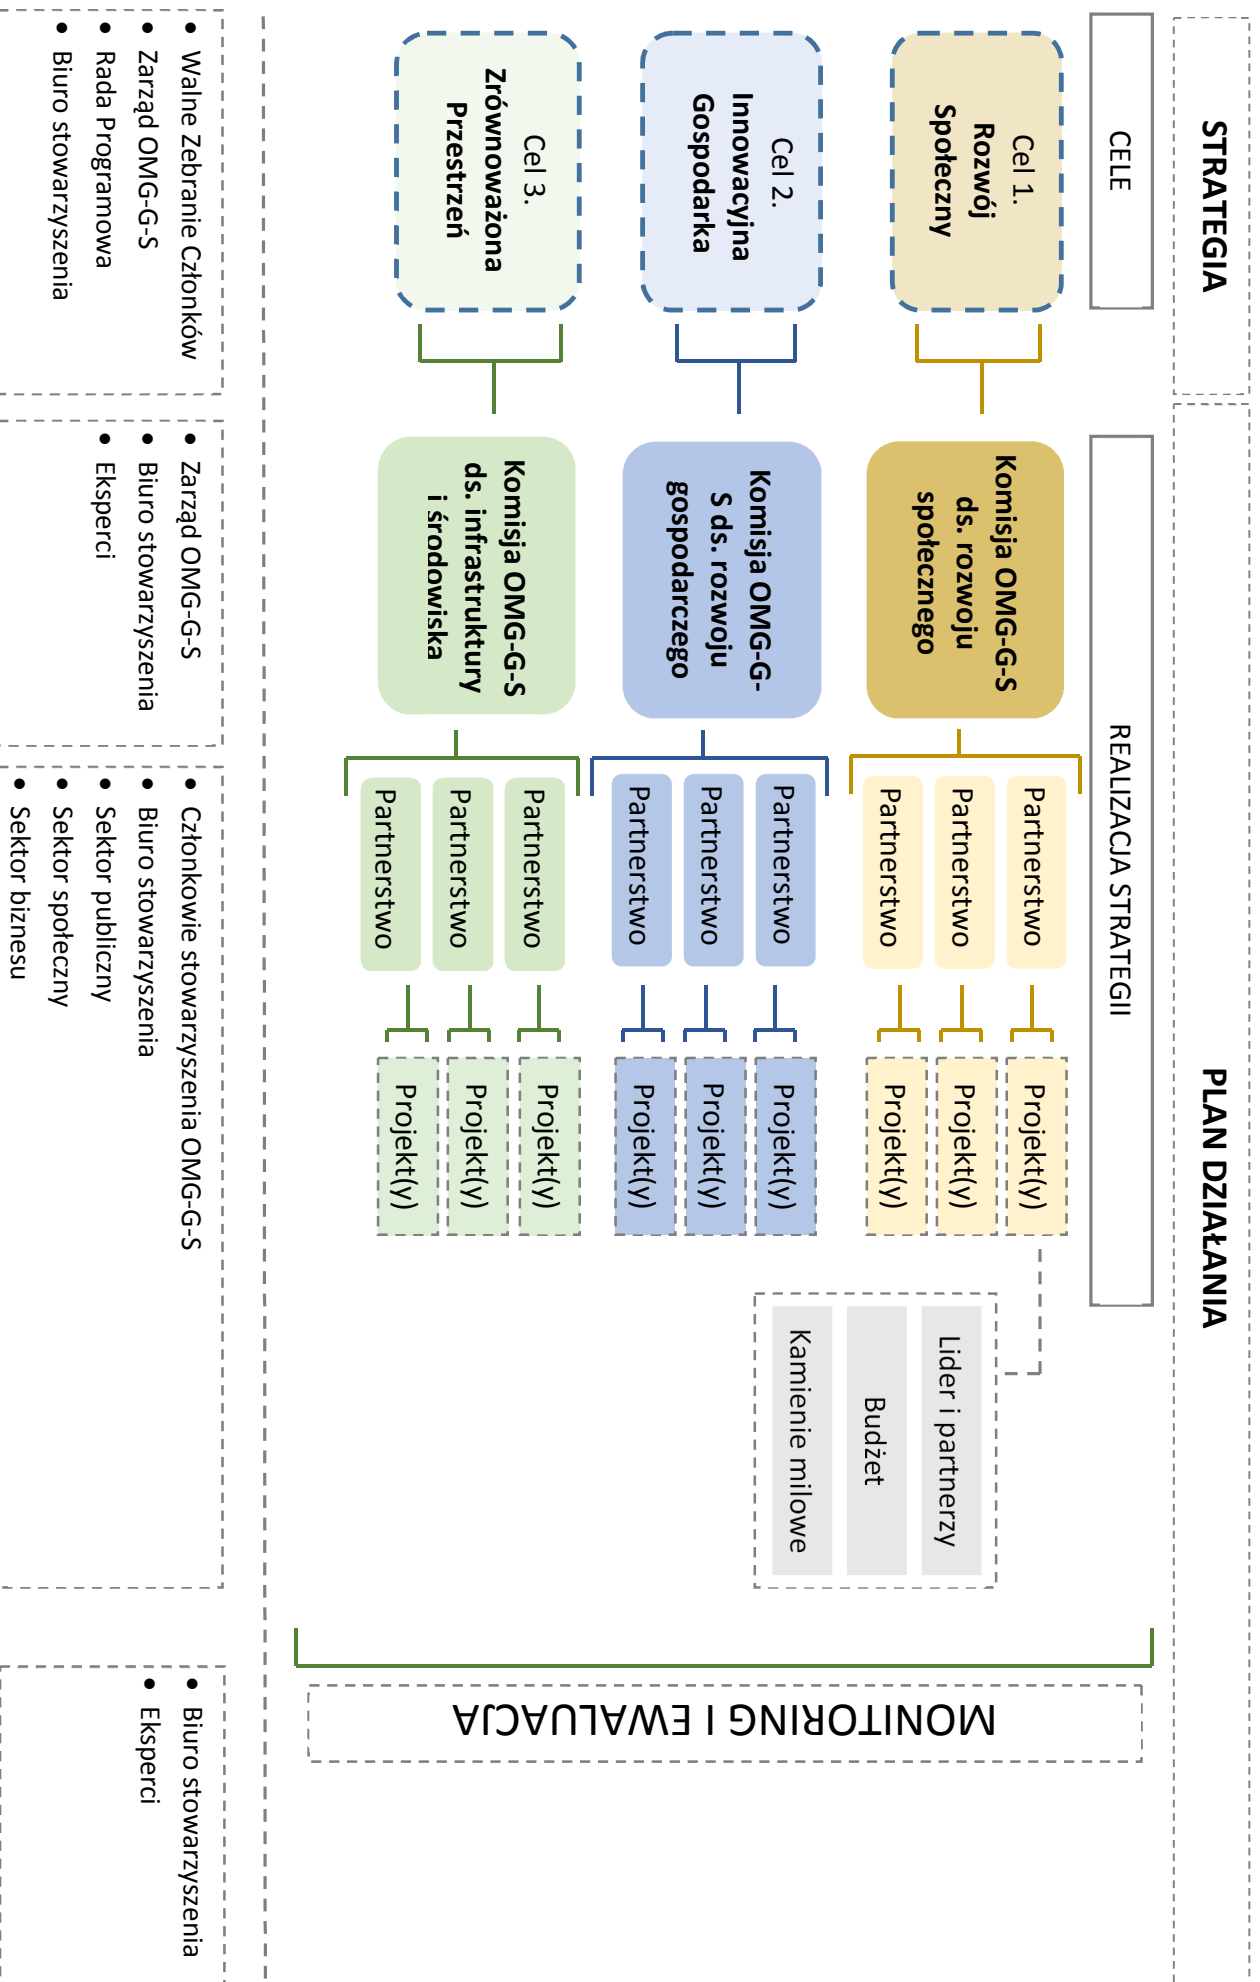 STRATEGIA
PLAN DZIAŁANIA
CELE
REALIZACJA STRATEGII
Cel 1.
Rozwój
Społeczny
Komisja OMG-G-S
ds. rozwoju
społecznego
Partnerstwo
Partnerstwo
Partnerstwo
Projekt(y)
Projekt(y)
Projekt(y)
Lider i partnerzy
Budżet
Kamienie milowe
Cel 2.
Innowacyjna
Gospodarka
Komisja OMG-G-
S ds. rozwoju
gospodarczego
Partnerstwo
Partnerstwo
Partnerstwo
Projekt(y)
Projekt(y)
Projekt(y)
Cel 3.
Zrównoważona
Przestrzeń
Komisja OMG-G-S
ds. infrastruktury
i środowiska
Partnerstwo
Partnerstwo
Partnerstwo
Projekt(y)
Projekt(y)
Projekt(y)
MONITORING I EWALUACJA
• Walne Zebranie Członków
• Zarząd OMG-G-S
• Rada Programowa
• Biuro stowarzyszenia
• Zarząd OMG-G-S
• Biuro stowarzyszenia
• Eksperci
• Członkowie stowarzyszenia OMG-G-S
• Biuro stowarzyszenia
• Sektor publiczny
• Sektor społeczny
• Sektor biznesu
• Biuro stowarzyszenia
• Eksperci